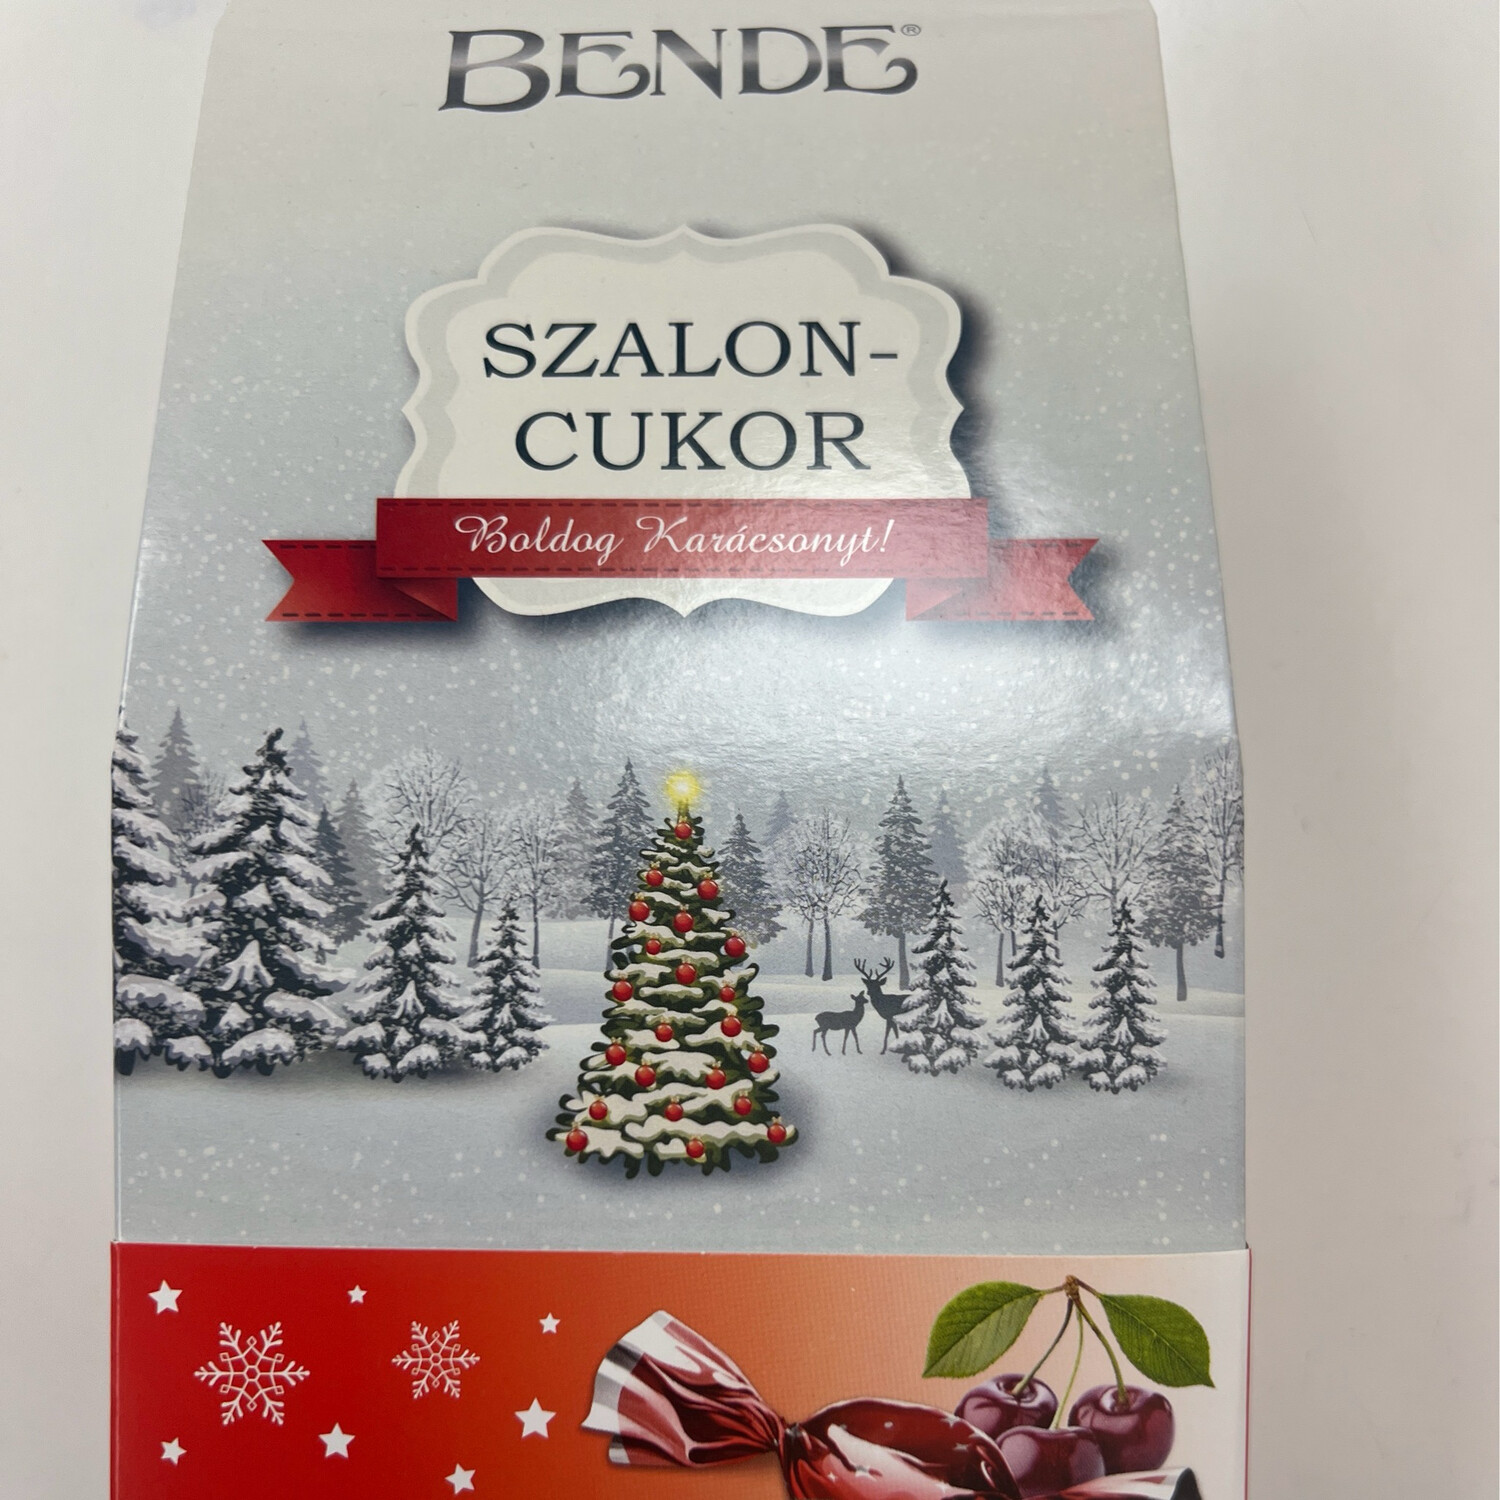 BENDE®
SZALON-
CUKOR
Boldog Karácsonyt!